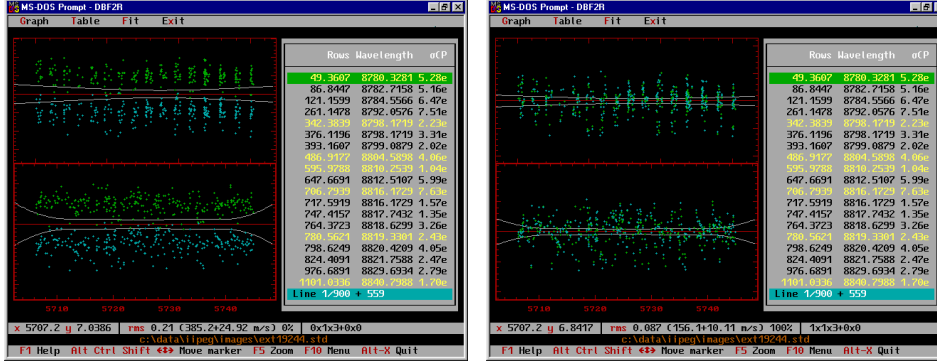 MS-DOS Prompt - DBF2R
Graph Table Fit Exit
Rows Wavelength σ(P
49.3607 8780.3281 5.28e
86.8447 8782.7158 5.16e
121.1599 8784.5566 6.47e
261.1478 8792.0576 7.51e
342.3839 8798.1719 2.23e
376.1196 8798.1719 3.31e
393.1607 8799.0879 2.02e
486.9177 8804.5898 4.06e
595.9788 8810.2539 1.04e
647.6691 8812.5107 5.99e
706.7939 8816.1729 7.63e
717.5919 8816.1729 1.57e
747.4157 8817.7432 1.35e
764.3723 8818.6299 3.26e
780.5621 8819.3301 2.43e
798.6249 8820.4209 4.05e
824.4091 8821.7588 2.47e
976.6891 8829.6934 2.79e
1101.0336 8840.7988 1.70e
Line 1/900 + 559
5710 5720 5730 5740
x 5707.2 y 7.0386 rms 0.21 (385.2+24.92 m/s) 0% 0x1x3+0x0
c:\data\iipeg\images\ext19244.std
F1 Help Alt Ctrl Shift Move marker F5 Zoom F10 Menu Alt-X Quit
MS-DOS Prompt - DBF2R
Graph Table Fit Exit
Rows Wavelength σ(P
49.3607 8780.3281 5.28e
86.8447 8782.7158 5.16e
121.1599 8784.5566 6.47e
261.1478 8792.0576 7.51e
342.3839 8798.1719 2.23e
376.1196 8798.1719 3.31e
393.1607 8799.0879 2.02e
486.9177 8804.5898 4.06e
595.9788 8810.2539 1.04e
647.6691 8812.5107 5.99e
706.7939 8816.1729 7.63e
717.5919 8816.1729 1.57e
747.4157 8817.7432 1.35e
764.3723 8818.6299 3.26e
780.5621 8819.3301 2.43e
798.6249 8820.4209 4.05e
824.4091 8821.7588 2.47e
976.6891 8829.6934 2.79e
1101.0336 8840.7988 1.70e
Line 1/900 + 559
5710 5720 5730 5740
x 5707.2 y 6.8417 rms 0.087 (156.1+10.11 m/s) 100% 1x1x3+0x0
c:\data\iipeg\images\ext19244.std
F1 Help Alt Ctrl Shift Move marker F5 Zoom F10 Menu Alt-X Quit